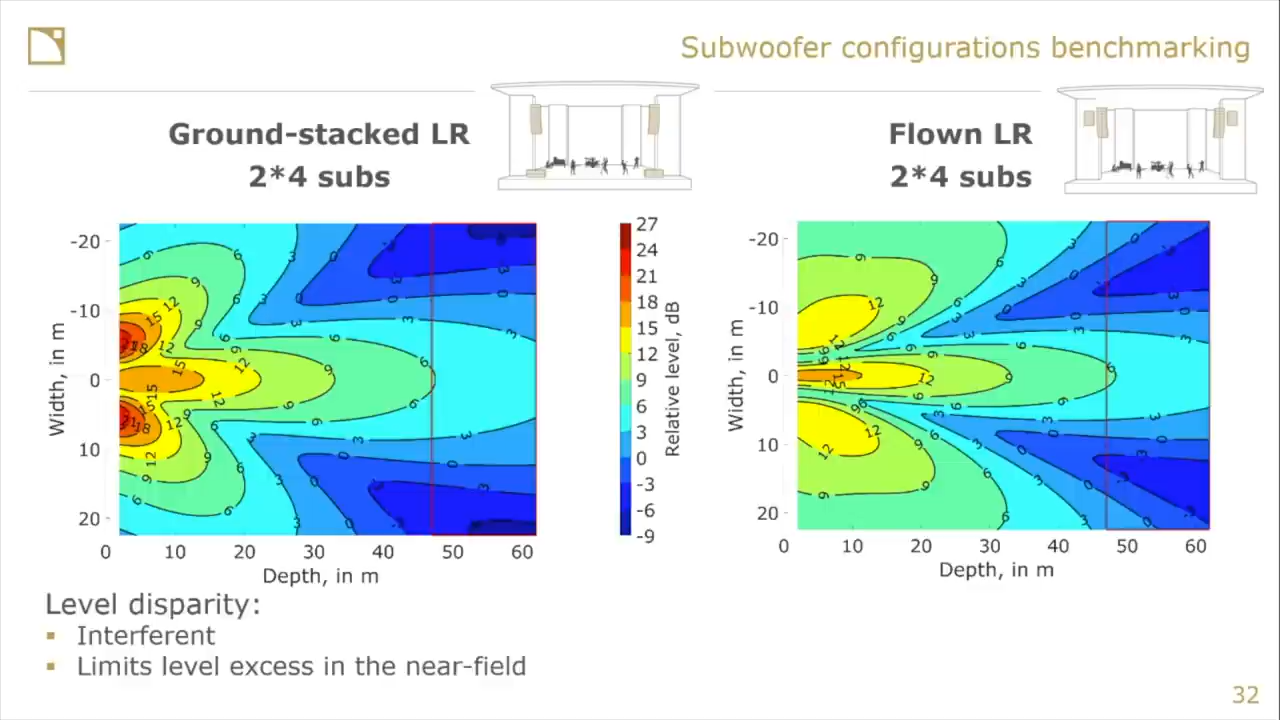 Subwoofer configurations benchmarking
Ground-stacked LR
2*4 subs
Flown LR
2*4 subs
Width, in m
-20
-10
0
10
20
0 10 20 30 40 50 60
Depth, in m
27
24
21
18
15
12
9
6
3
0
-3
-6
-9
Relative level, dB
Width, in m
-20
-10
0
10
20
0 10 20 30 40 50 60
Depth, in m
Level disparity:
▪ Interferent
▪ Limits level excess in the near-field
32